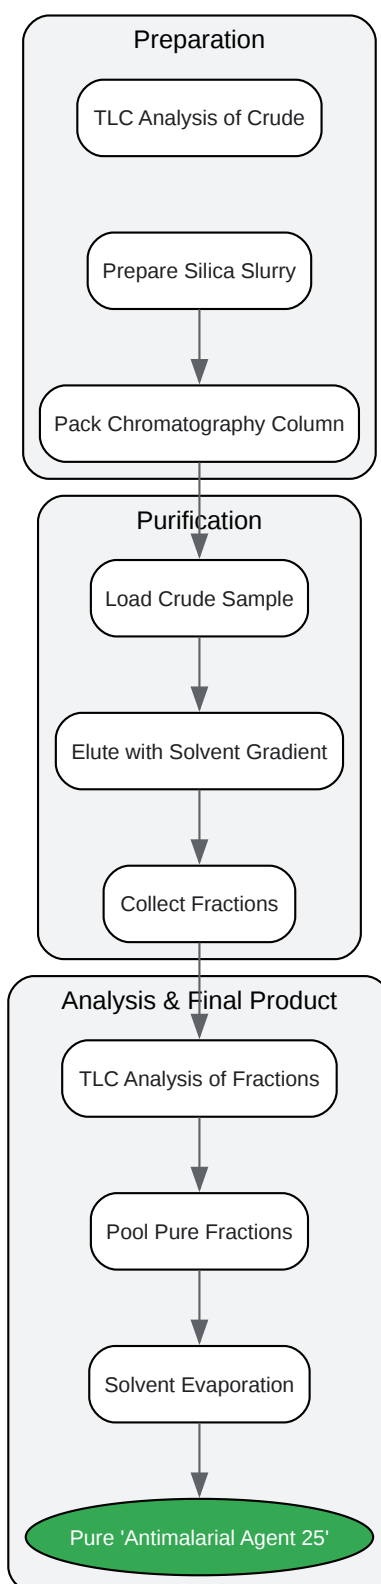 Preparation
TLC Analysis of Crude
Prepare Silica Slurry
Pack Chromatography Column
Purification
Load Crude Sample
Elute with Solvent Gradient
Collect Fractions
Analysis & Final Product
TLC Analysis of Fractions
Pool Pure Fractions
Solvent Evaporation
Pure 'Antimalarial Agent 25'